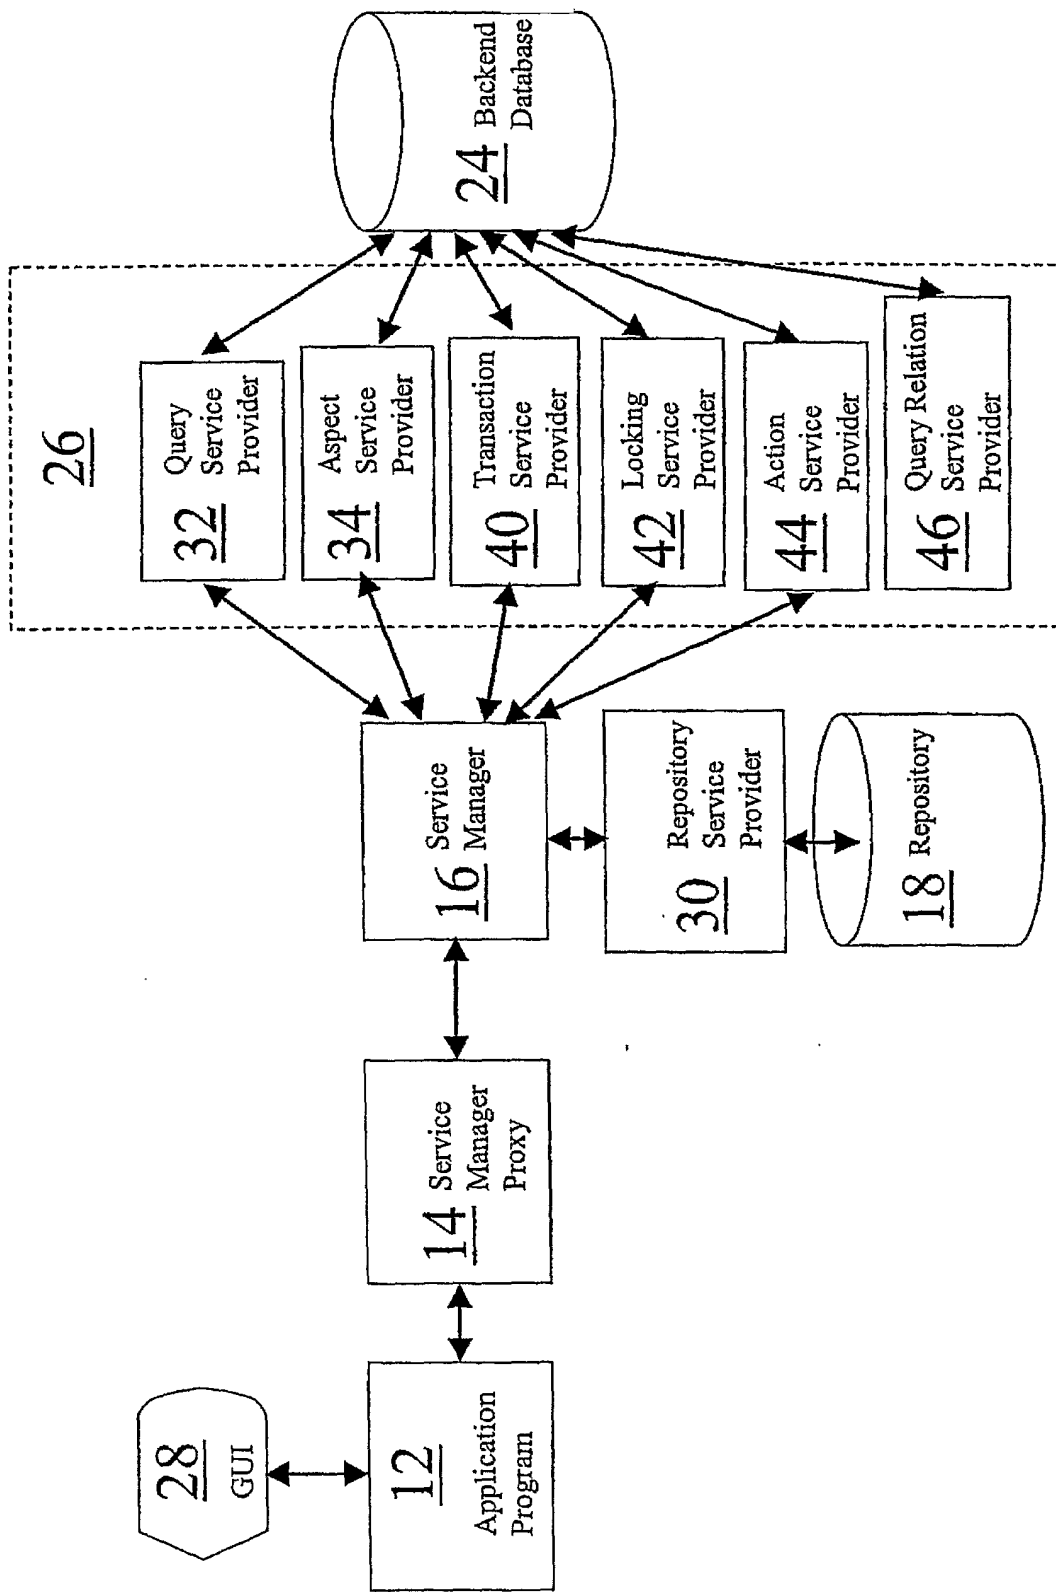 28
GUI
12
Application
Program
14 Service
Manager
Proxy
16 Service
Manager
30 Repository
Service
Provider
18 Repository
26
32 Query
Service
Provider
34 Aspect
Service
Provider
40 Transaction
Service
Provider
42 Locking
Service
Provider
44 Action
Service
Provider
46 Query Relation
Service
Provider
24 Backend
Database